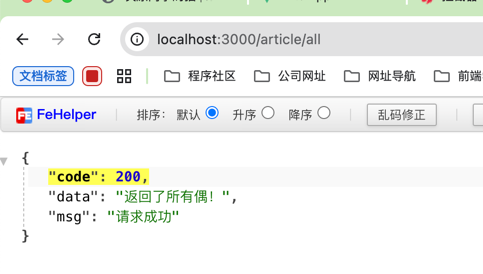 localhost:3000/article/all
文档标签 程序社区 公司网址 网址导航 前端
FE FeHelper 排序: 默认 升序 降序 乱码修正
{
"code": 200,
"data": "返回了所有偶！",
"msg": "请求成功"
}